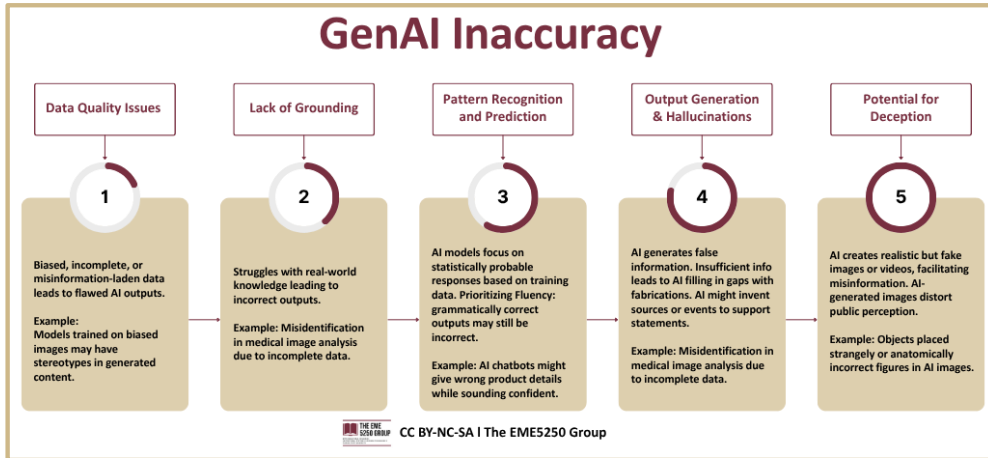 GenAI Inaccuracy
Data Quality Issues
1
Biased, incomplete, or
misinformation-laden data
leads to flawed AI outputs.
Example:
Models trained on biased
images may have
stereotypes in generated
content.
Lack of Grounding
2
Struggles with real-world
knowledge leading to
incorrect outputs.
Example: Misidentification
in medical image analysis
due to incomplete data.
Pattern Recognition
and Prediction
3
AI models focus on
statistically probable
responses based on training
data. Prioritizing Fluency:
grammatically correct
outputs may still be
incorrect.
Example: AI chatbots might
give wrong product details
while sounding confident.
Output Generation
& Hallucinations
4
AI generates false
information. Insufficient info
leads to AI filling in gaps with
fabrications. AI might invent
sources or events to support
statements.
Example: Misidentification in
medical image analysis due
to incomplete data.
Potential for
Deception
5
AI creates realistic but fake
images or videos, facilitating
misinformation. AI-
generated images distort
public perception.
Example: Objects placed
strangely or anatomically
incorrect figures in AI images.
THE EME
5250 GROUP
CC BY-NC-SA l The EME5250 Group